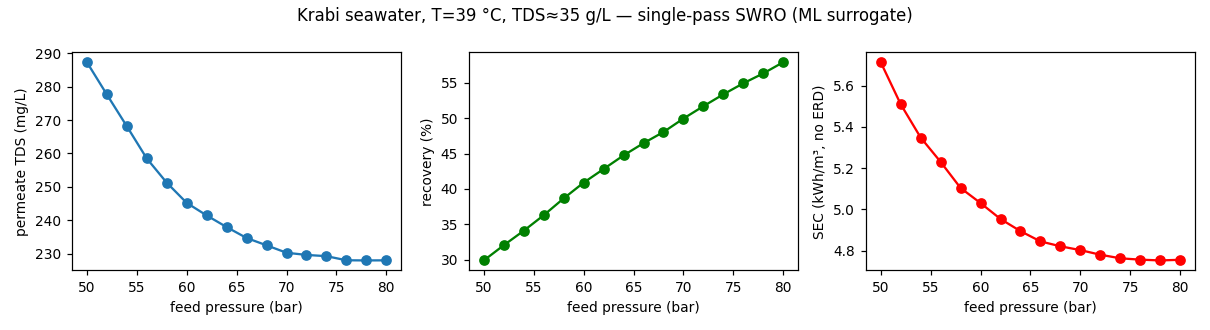 Krabi seawater, T=39 °C, TDS≈35 g/L — single-pass SWRO (ML surrogate)
permeate TDS (mg/L)
290
280
270
260
250
240
230
50 55 60 65 70 75 80
feed pressure (bar)
recovery (%)
55
50
45
40
35
30
50 55 60 65 70 75 80
feed pressure (bar)
SEC (kWh/m³, no ERD)
5.6
5.4
5.2
5.0
4.8
50 55 60 65 70 75 80
feed pressure (bar)